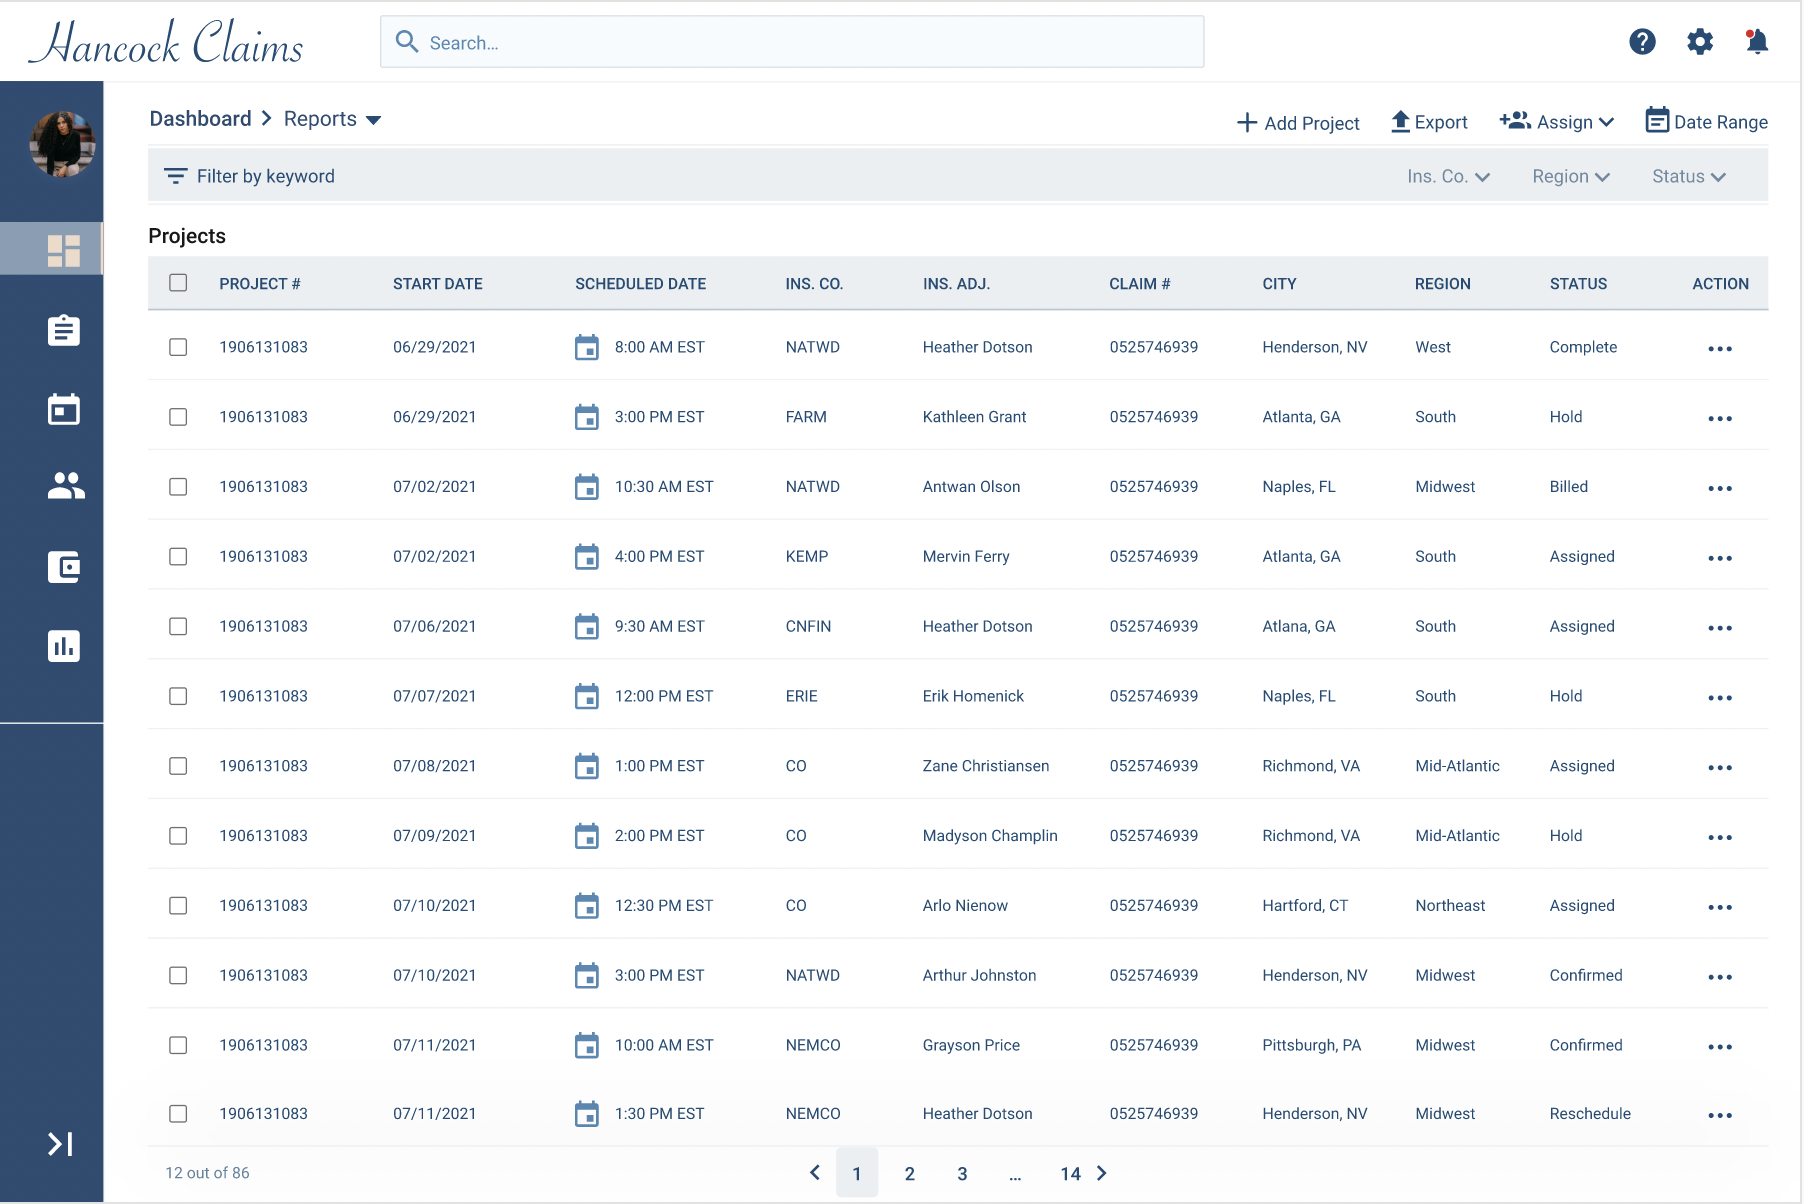 Hancock Claims
Search...
Dashboard > Reports
Add Project Export Assign Date Range
Filter by keyword Ins. Co. Region Status
Projects
PROJECT # START DATE SCHEDULED DATE INS. CO. INS. ADJ. CLAIM # CITY REGION STATUS ACTION
1906131083 06/29/2021 8:00 AM EST NATWD Heather Dotson 0525746939 Henderson, NV West Complete
1906131083 06/29/2021 3:00 PM EST FARM Kathleen Grant 0525746939 Atlanta, GA South Hold
1906131083 07/02/2021 10:30 AM EST NATWD Antwan Olson 0525746939 Naples, FL Midwest Billed
1906131083 07/02/2021 4:00 PM EST KEMP Mervin Ferry 0525746939 Atlanta, GA South Assigned
1906131083 07/06/2021 9:30 AM EST CNFIN Heather Dotson 0525746939 Atlana, GA South Assigned
1906131083 07/07/2021 12:00 PM EST ERIE Erik Homenick 0525746939 Naples, FL South Hold
1906131083 07/08/2021 1:00 PM EST CO Zane Christiansen 0525746939 Richmond, VA Mid-Atlantic Assigned
1906131083 07/09/2021 2:00 PM EST CO Madyson Champlin 0525746939 Richmond, VA Mid-Atlantic Hold
1906131083 07/10/2021 12:30 PM EST CO Arlo Nienow 0525746939 Hartford, CT Northeast Assigned
1906131083 07/10/2021 3:00 PM EST NATWD Arthur Johnston 0525746939 Henderson, NV Midwest Confirmed
1906131083 07/11/2021 10:00 AM EST NEMCO Grayson Price 0525746939 Pittsburgh, PA Midwest Confirmed
1906131083 07/11/2021 1:30 PM EST NEMCO Heather Dotson 0525746939 Henderson, NV Midwest Reschedule
12 out of 86 1 2 3 ... 14